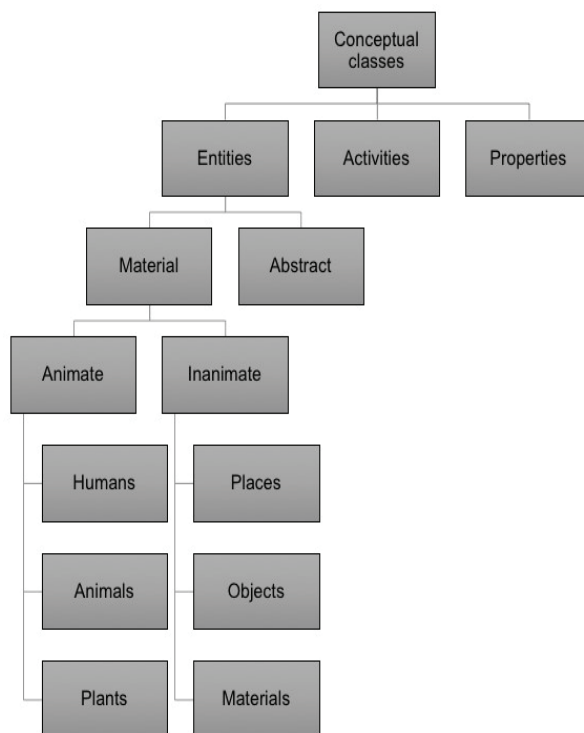 Conceptual
classes
Entities
Activities
Properties
Material
Abstract
Animate
Inanimate
Humans
Places
Animals
Objects
Plants
Materials